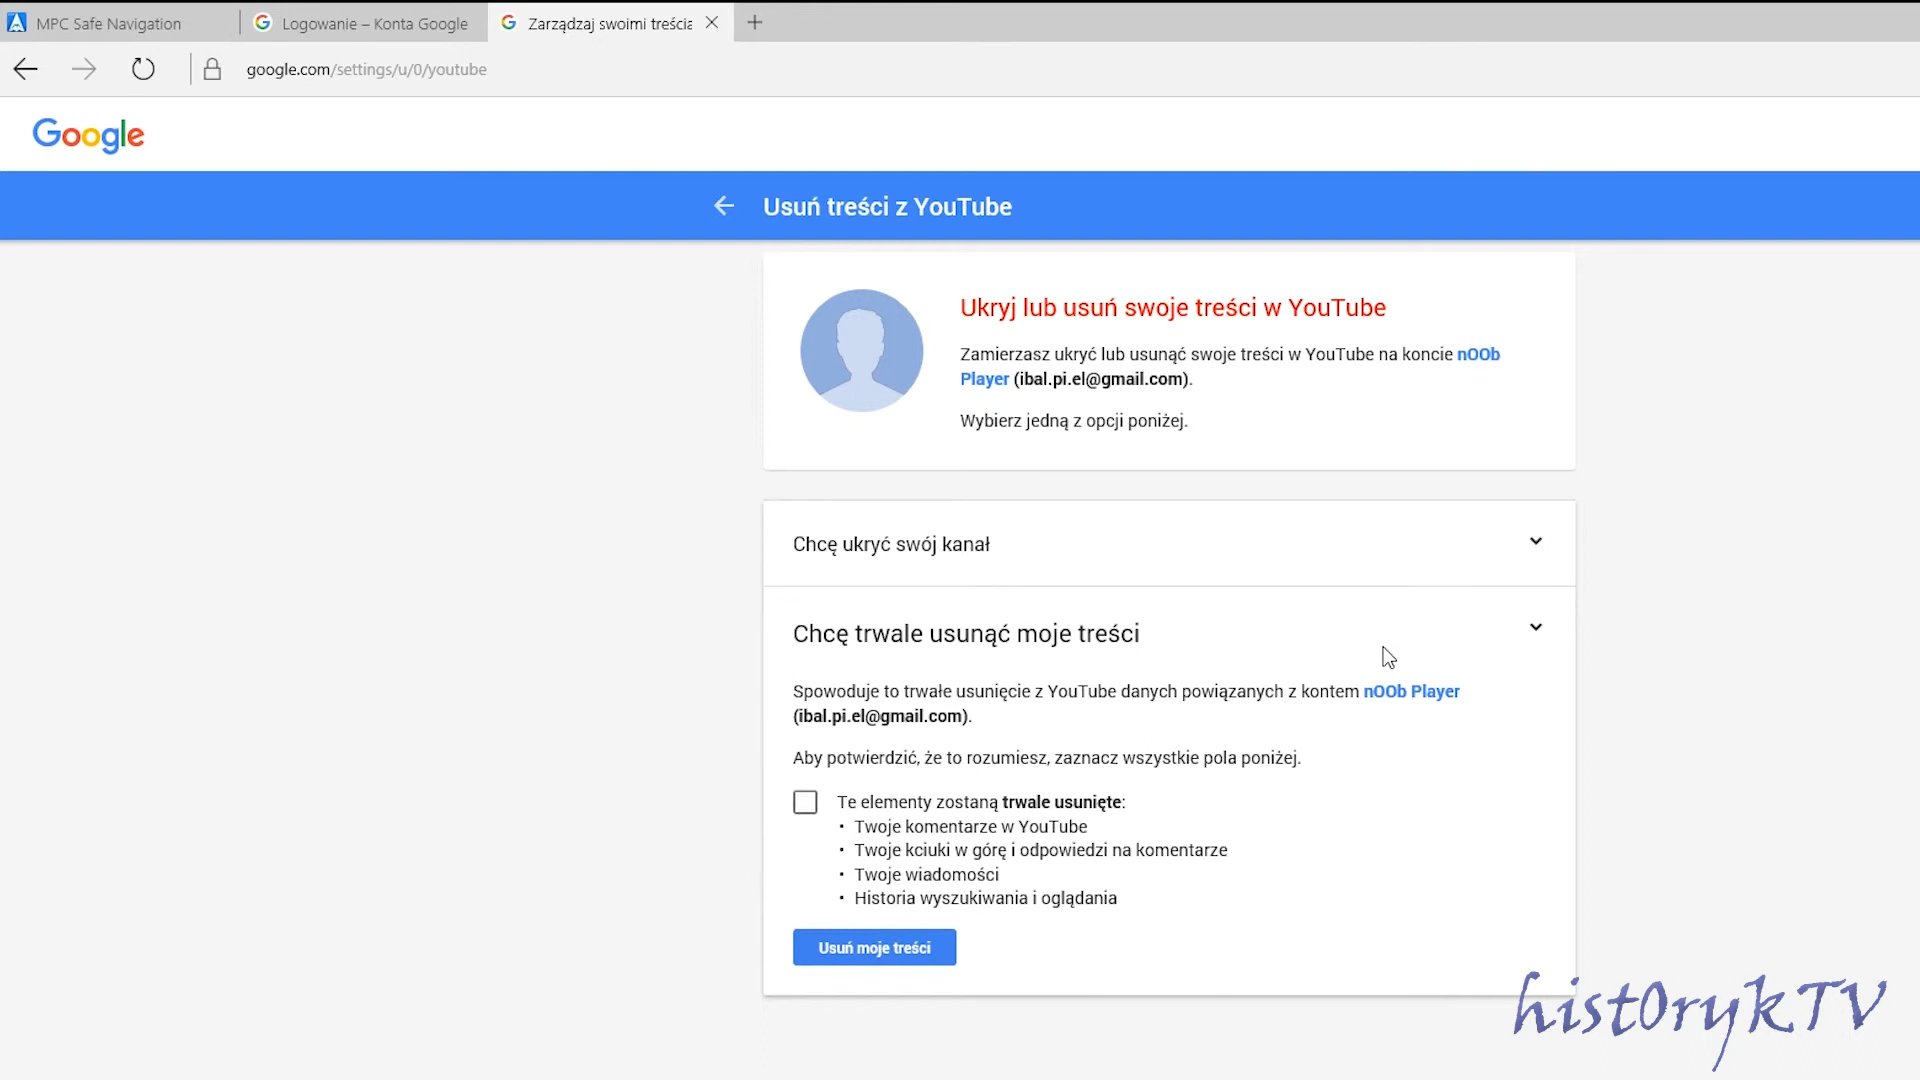 MPC Safe Navigation
Logowanie – Konta Google
Zarządzaj swoimi treścia
google.com/settings/u/0/youtube
Google
Usuń treści z YouTube
Ukryj lub usuń swoje treści w YouTube
Zamierzasz ukryć lub usunąć swoje treści w YouTube na koncie nOOb
Player (ibal.pi.el@gmail.com).
Wybierz jedną z opcji poniżej.
Chcę ukryć swój kanał
Chcę trwale usunąć moje treści
Spowoduje to trwałe usunięcie z YouTube danych powiązanych z kontem nOOb Player
(ibal.pi.el@gmail.com).
Aby potwierdzić, że to rozumiesz, zaznacz wszystkie pola poniżej.
Te elementy zostaną trwale usunięte:
• Twoje komentarze w YouTube
• Twoje kciuki w górę i odpowiedzi na komentarze
• Twoje wiadomości
• Historia wyszukiwania i oglądania
Usuń moje treści
hist0rykTV